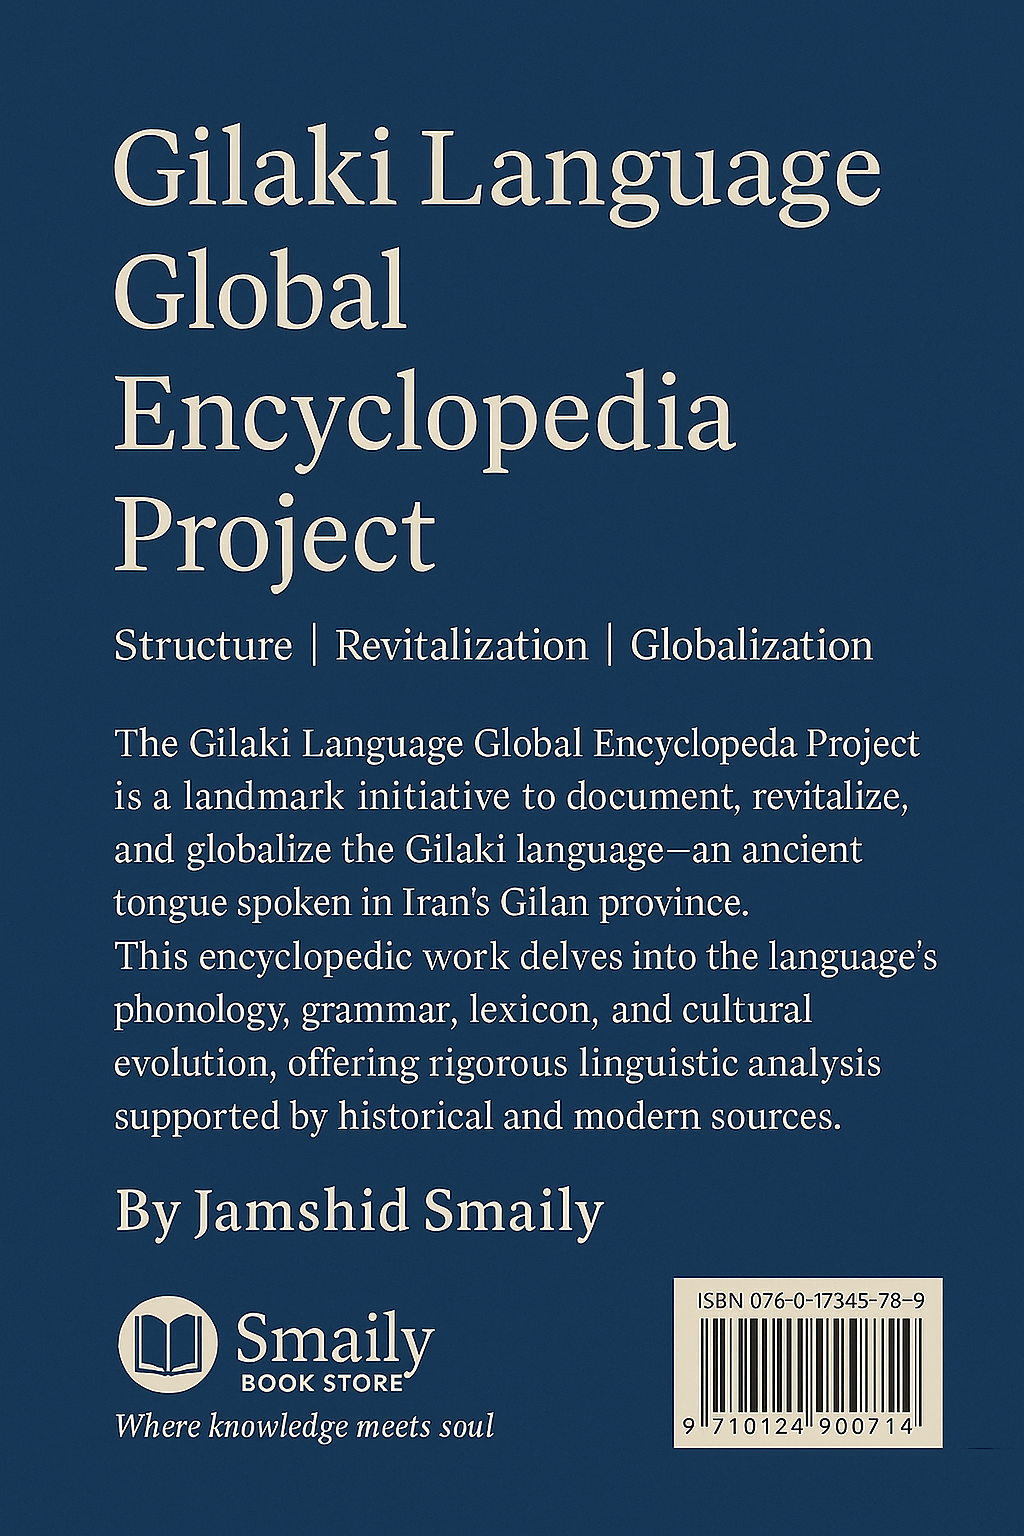 Gilaki Language
Global
Encyclopedia
Project
Structure | Revitalization | Globalization
The Gilaki Language Global Encyclopeda Project
is a landmark initiative to document, revitalize,
and globalize the Gilaki language—an ancient
tongue spoken in Iran's Gilan province.
This encyclopedic work delves into the language's
phonology, grammar, lexicon, and cultural
evolution, offering rigorous linguistic analysis
supported by historical and modern sources.
By Jamshid Smaily
Smaily
BOOK STORE
Where knowledge meets soul
ISBN 076-0-17345-78-9
9 710124 900714